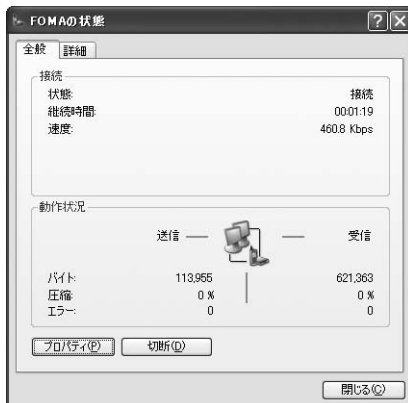 FOMAの状態
全般 詳細
接続
状態: 接続
継続時間: 00:01:19
速度: 460.8 Kbps
動作状況
送信 — — 受信
バイト: 113,955 621,363
圧縮: 0 % 0 %
エラー: 0 0
プロパティ(P) 切断(D)
閉じる(C)